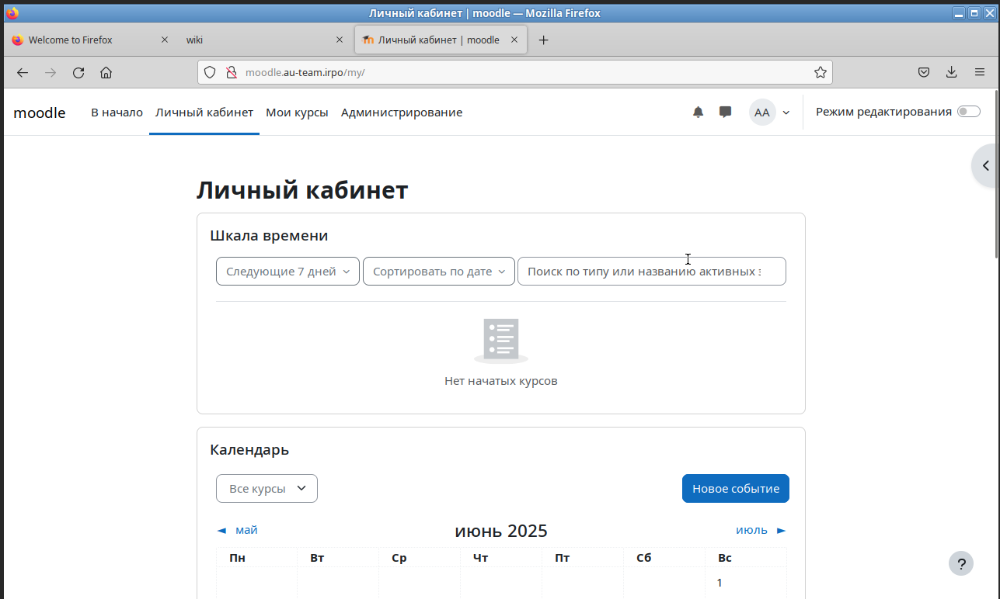 Личный кабинет | moodle — Mozilla Firefox
Welcome to Firefox
wiki
Личный кабинет | moodle
moodle.au-team.irpo/my/
moodle В начало Личный кабинет Мои курсы Администрирование AA Режим редактирования
Личный кабинет
Шкала времени
Следующие 7 дней Сортировать по дате Поиск по типу или названию активных
Нет начатых курсов
Календарь
Все курсы Новое событие
◄ май июнь 2025 июль ►
Пн Вт Ср Чт Пт Сб Вс
1
?